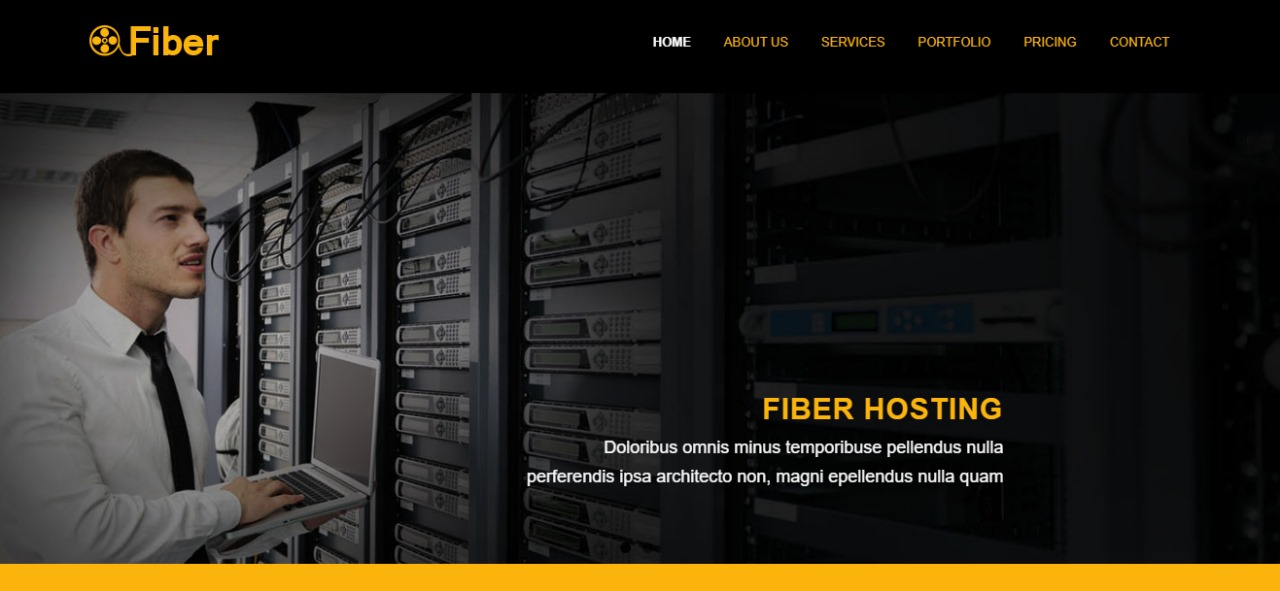 Fiber
HOME ABOUT US SERVICES PORTFOLIO PRICING CONTACT
FIBER HOSTING
Doloribus omnis minus temporibuse pellendus nulla
perferendis ipsa architecto non, magni epellendus nulla quam